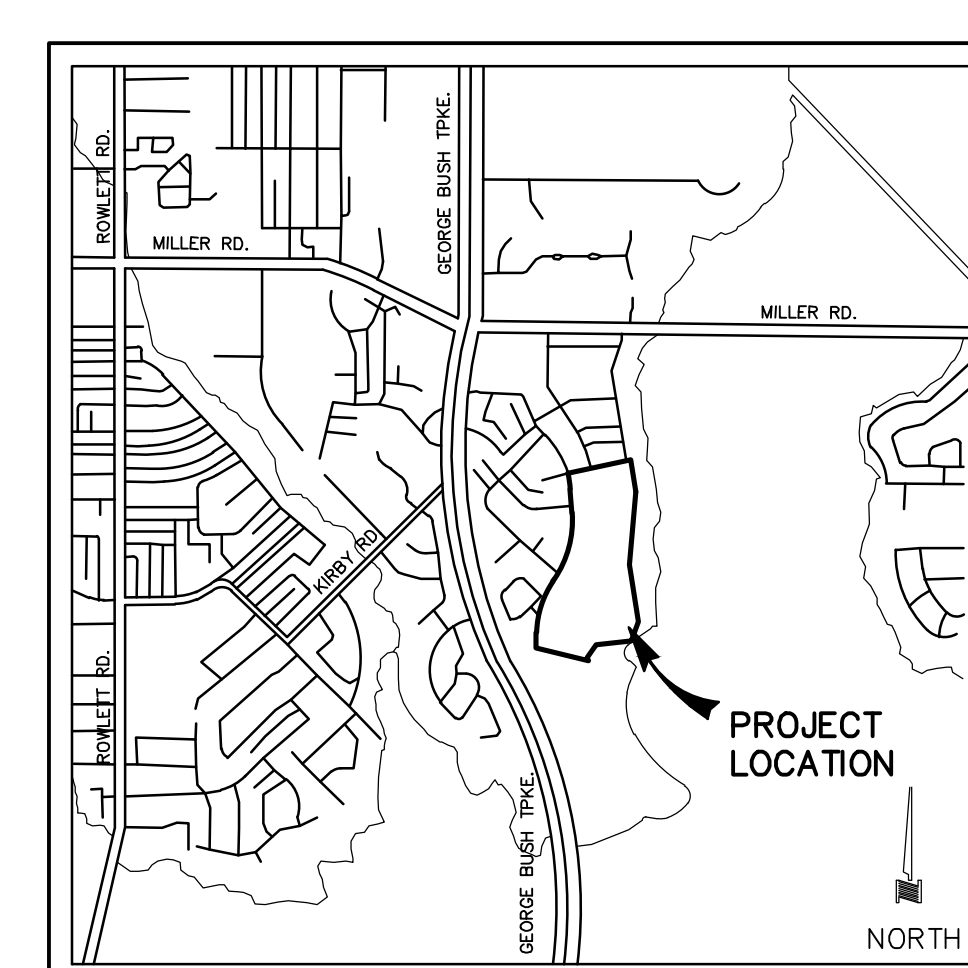 ROWLETT RD.
GEORGE BUSH TPKE.
MILLER RD.
MILLER RD.
KIRBY RD
ROWLETT RD.
PROJECT
LOCATION
GEORGE BUSH TPKE.
NORTH